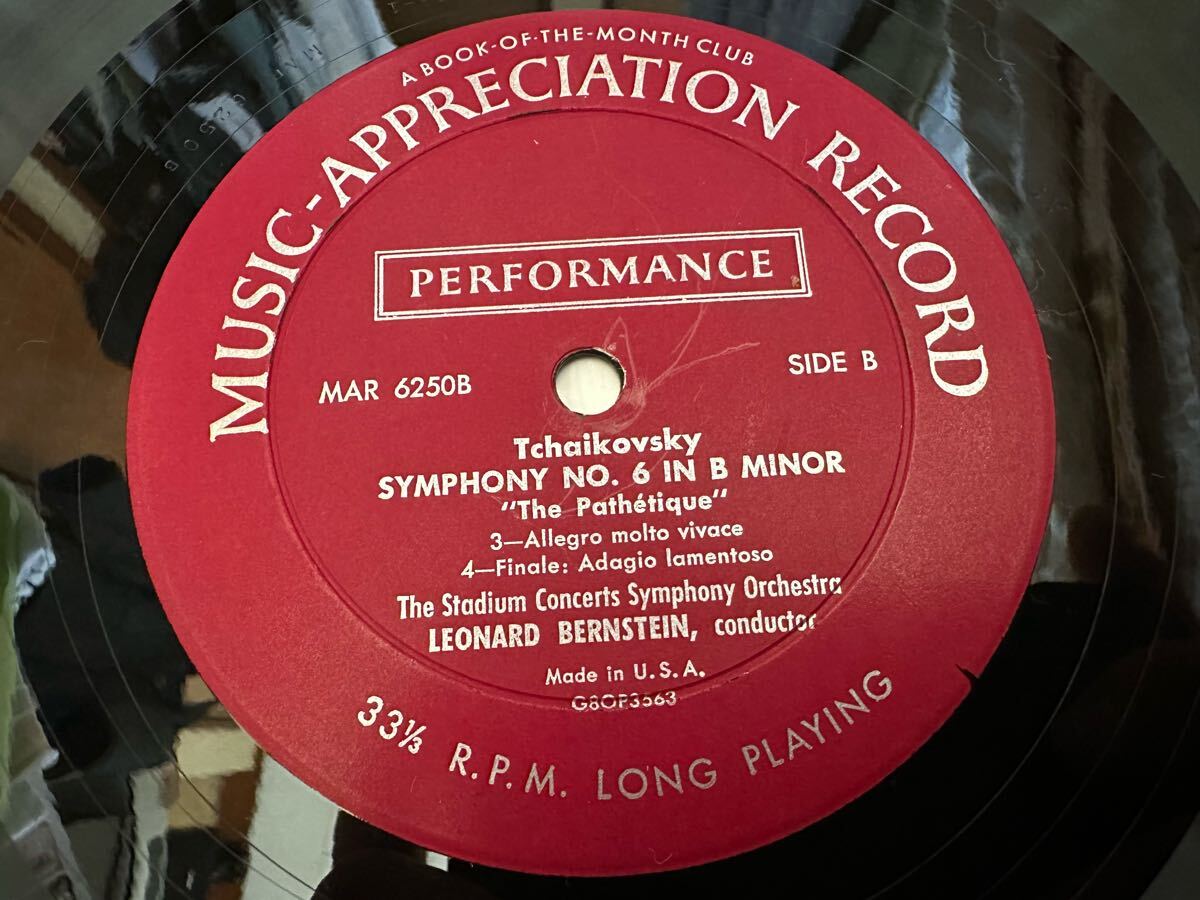 A BOOK-OF-THE-MONTH CLUB
MUSIC-APPRECIATION RECORD
PERFORMANCE
MAR 6250B
SIDE B
Tchaikovsky
SYMPHONY NO. 6 IN B MINOR
"The Pathétique"
3—Allegro molto vivace
4—Finale: Adagio lamentoso
The Stadium Concerts Symphony Orchestra
LEONARD BERNSTEIN, conductor
Made in U.S.A.
G8OP3563
33⅓ R.P.M. LONG PLAYING